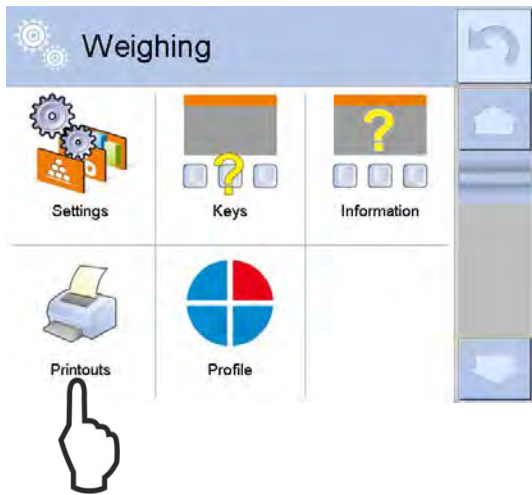 Weighing
Settings
Keys
Information
Printouts
Profile